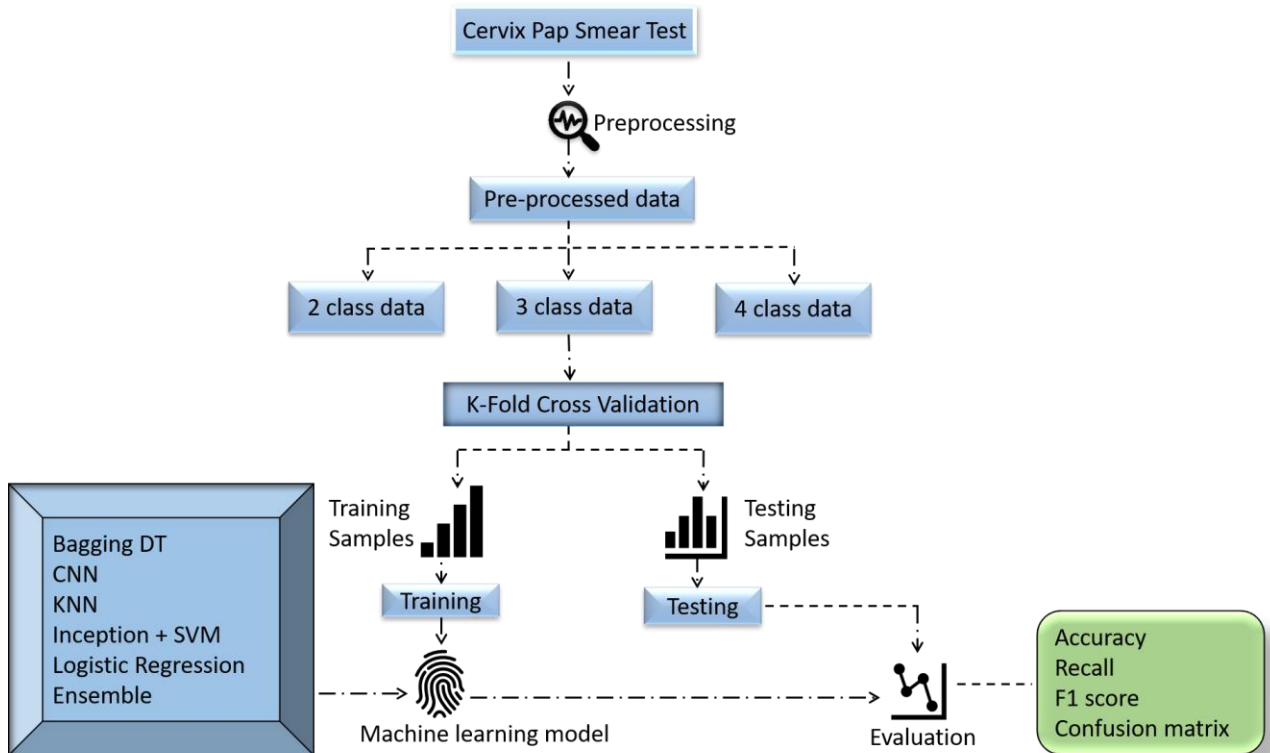 Cervix Pap Smear Test
Preprocessing
Pre-processed data
2 class data
3 class data
4 class data
K-Fold Cross Validation
Training
Samples
Testing
Samples
Bagging DT
CNN
KNN
Inception + SVM
Logistic Regression
Ensemble
Training
Testing
Machine learning model
Evaluation
Accuracy
Recall
F1 score
Confusion matrix